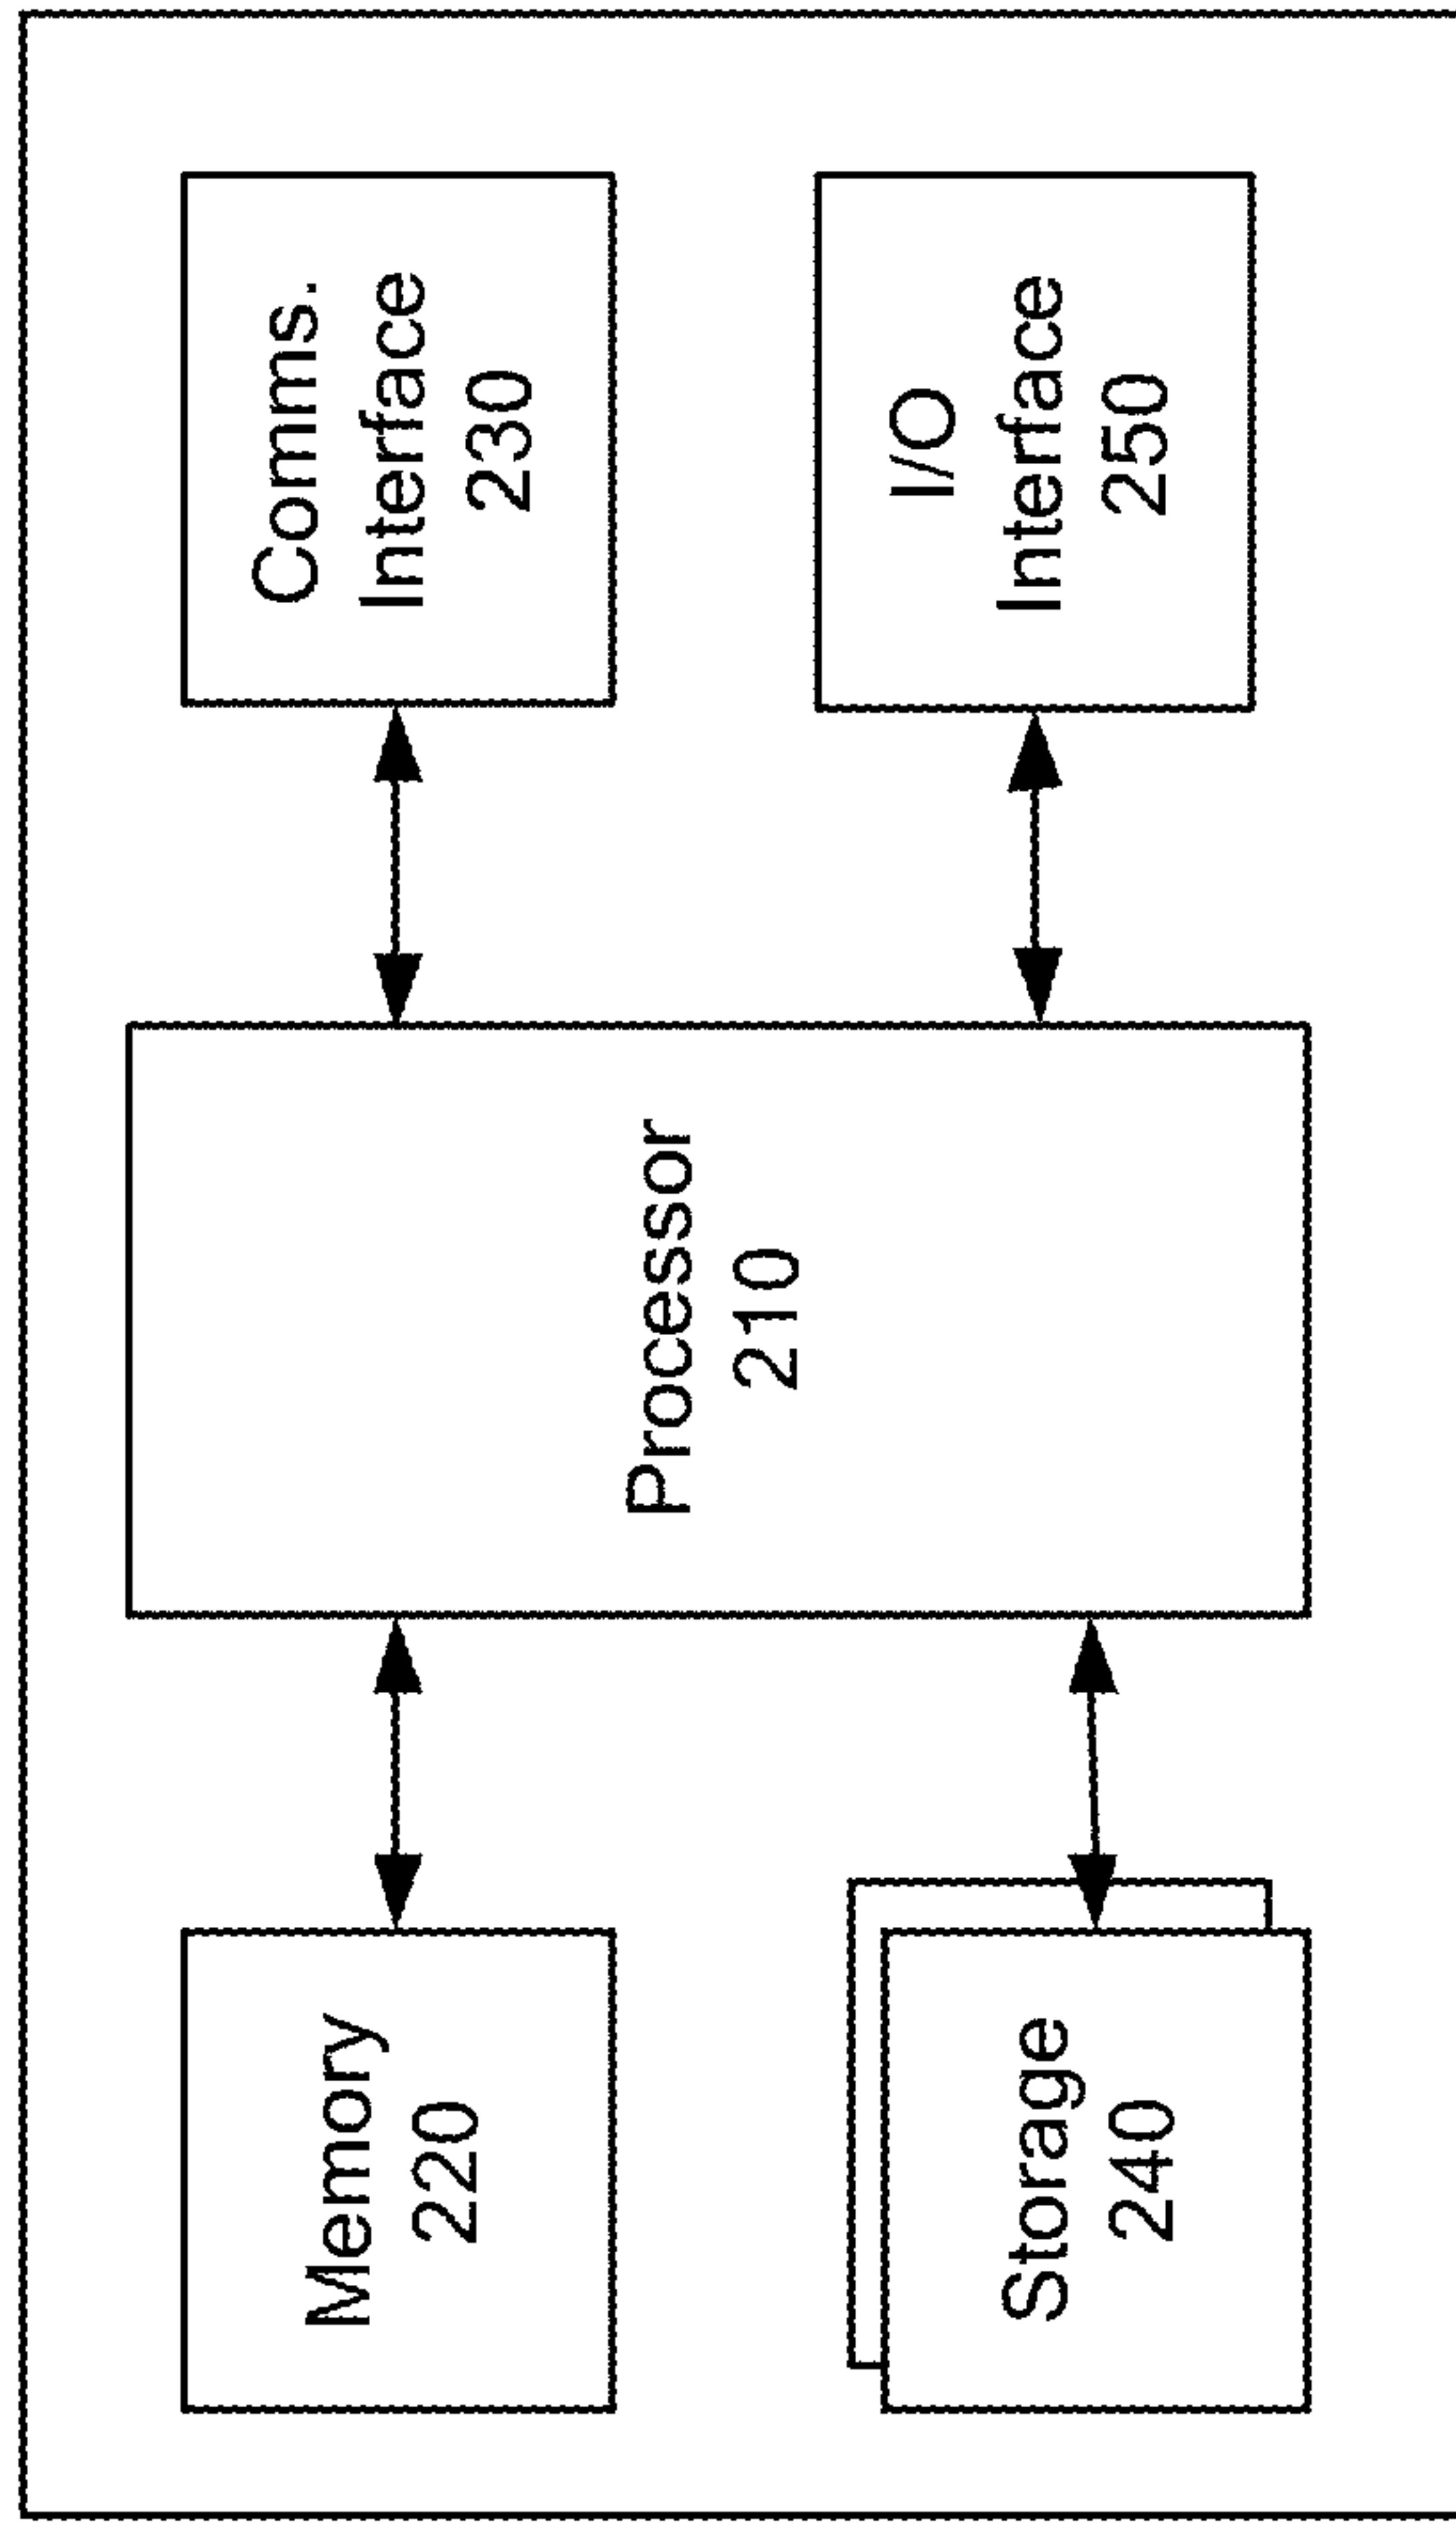 Memory
220
Processor
210
Comms.
Interface
230
Storage
240
I/O
Interface
250